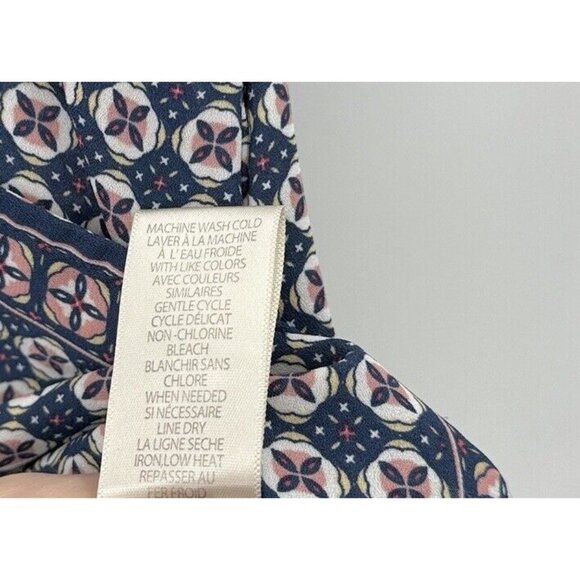 MACHINE WASH COLD
LAVER À LA MACHINE
À L' EAU FROIDE
WITH LIKE COLORS
AVEC COULEURS
SIMILAIRES
GENTLE CYCLE
CYCLE DÉLICAT
NON -CHLORINE
BLEACH
BLANCHIR SANS
CHLORE
WHEN NEEDED
SI NÉCESSAIRE
LINE DRY
LA LIGNE SECHE
IRON,LOW HEAT
REPASSER AU
FER FROID